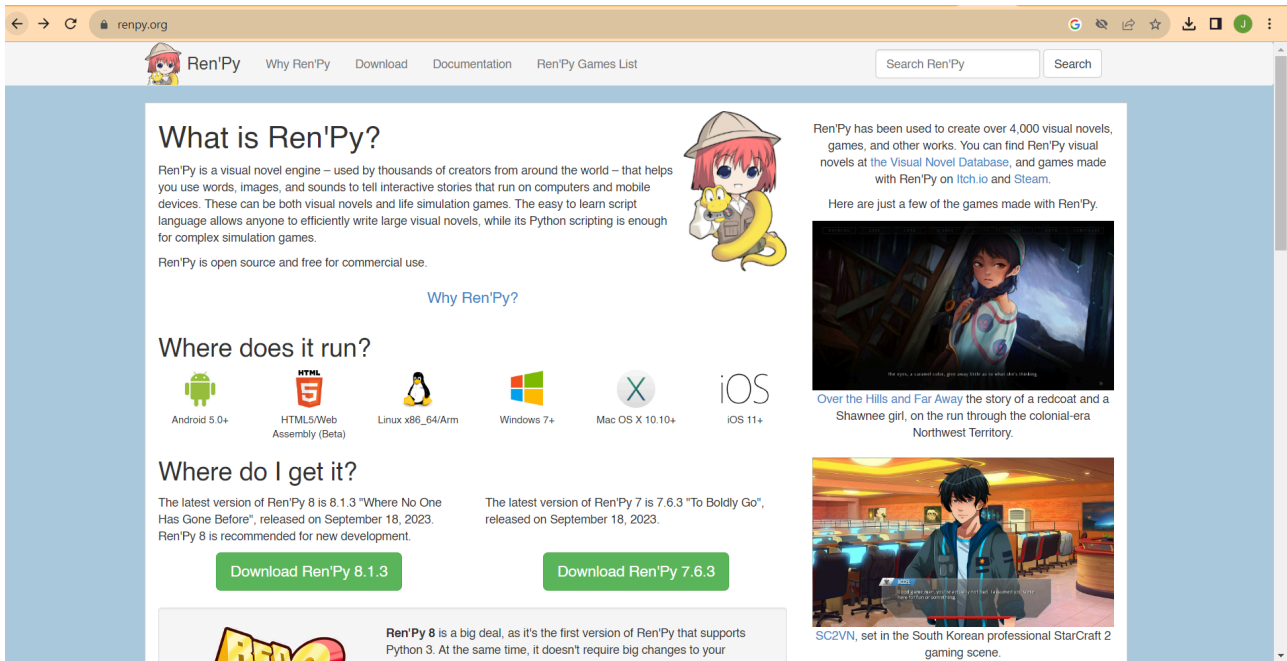 renpy.org
J
Ren'Py
Why Ren'Py
Download
Documentation
Ren'Py Games List
Search Ren'Py
Search
What is Ren'Py?
Ren'Py is a visual novel engine – used by thousands of creators from around the world – that helps
you use words, images, and sounds to tell interactive stories that run on computers and mobile
devices. These can be both visual novels and life simulation games. The easy to learn script
language allows anyone to efficiently write large visual novels, while its Python scripting is enough
for complex simulation games.
Ren'Py is open source and free for commercial use.
Why Ren'Py?
Where does it run?
HTML
5
X
iOS
Android 5.0+
HTML5/Web
Assembly (Beta)
Linux x86_64/Arm
Windows 7+
Mac OS X 10.10+
iOS 11+
Where do I get it?
The latest version of Ren'Py 8 is 8.1.3 "Where No One
Has Gone Before", released on September 18, 2023.
Ren'Py 8 is recommended for new development.
Download Ren'Py 8.1.3
The latest version of Ren'Py 7 is 7.6.3 "To Boldly Go",
released on September 18, 2023.
Download Ren'Py 7.6.3
Ren'Py 8 is a big deal, as it's the first version of Ren'Py that supports
Python 3. At the same time, it doesn't require big changes to your
Ren'Py has been used to create over 4,000 visual novels,
games, and other works. You can find Ren'Py visual
novels at the Visual Novel Database, and games made
with Ren'Py on Itch.io and Steam.
Here are just a few of the games made with Ren'Py.
The eyes, a caramel color, give away little as to what she's thinking.
Over the Hills and Far Away the story of a redcoat and a
Shawnee girl, on the run through the colonial-era
Northwest Territory.
SC2VN, set in the South Korean professional StarCraft 2
gaming scene.